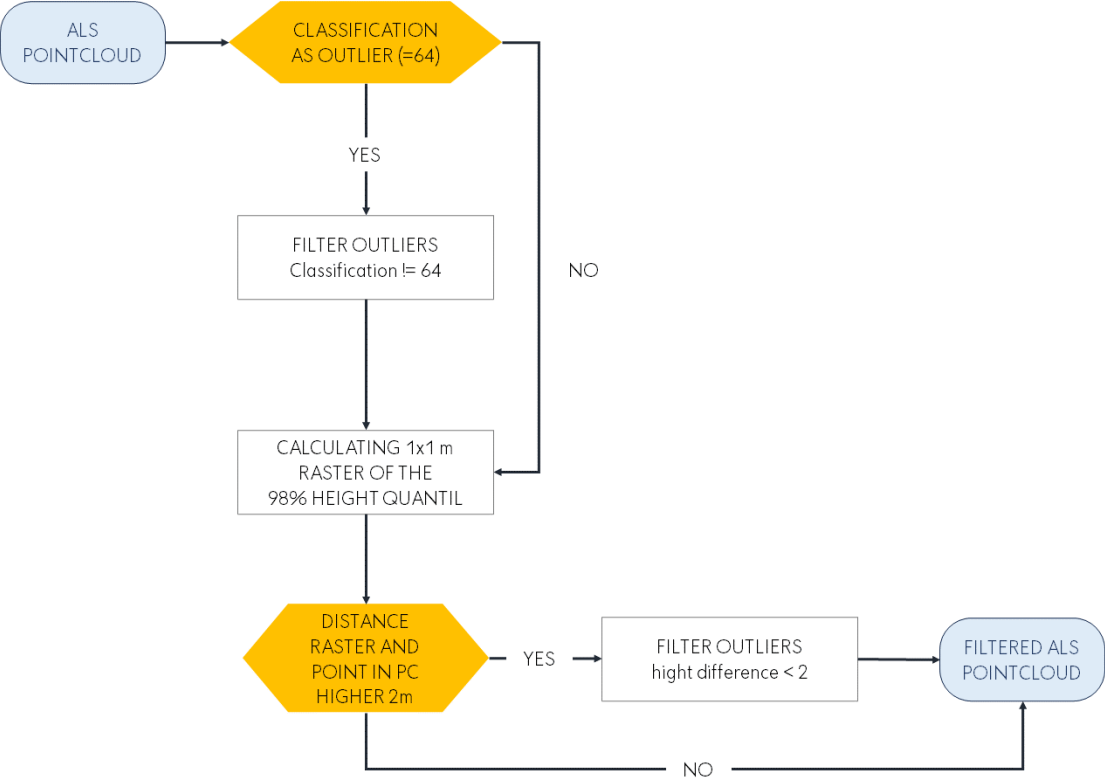 ALS
POINTCLOUD
CLASSIFICATION
AS OUTLIER (=64)
YES
FILTER OUTLIERS
Classification != 64
NO
CALCULATING 1x1 m
RASTER OF THE
98% HEIGHT QUANTIL
DISTANCE
RASTER AND
POINT IN PC
HIGHER 2m
YES
FILTER OUTLIERS
hight difference < 2
FILTERED ALS
POINTCLOUD
NO